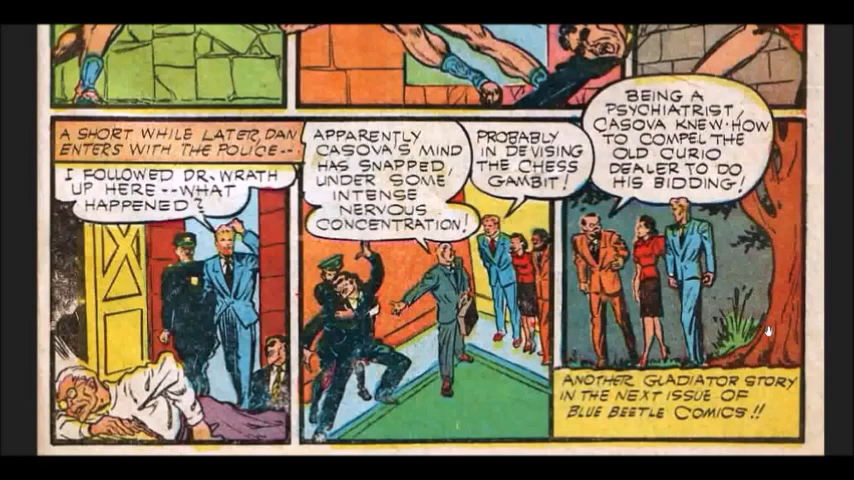 A SHORT WHILE LATER, DAN
ENTERS WITH THE POLICE--
I FOLLOWED DR. WRATH
UP HERE--WHAT
HAPPENED?
APPARENTLY
CASOVA'S MIND
HAS SNAPPED,
UNDER SOME
INTENSE
NERVOUS
CONCENTRATION!
PROBABLY
IN DEVISING
THE CHESS
GAMBIT!
BEING A
PSYCHIATRIST,
CASOVA KNEW HOW
TO COMPEL THE
OLD CURIO
DEALER TO DO
HIS BIDDING!
ANOTHER GLADIATOR STORY
IN THE NEXT ISSUE OF
BLUE BEETLE COMICS!!